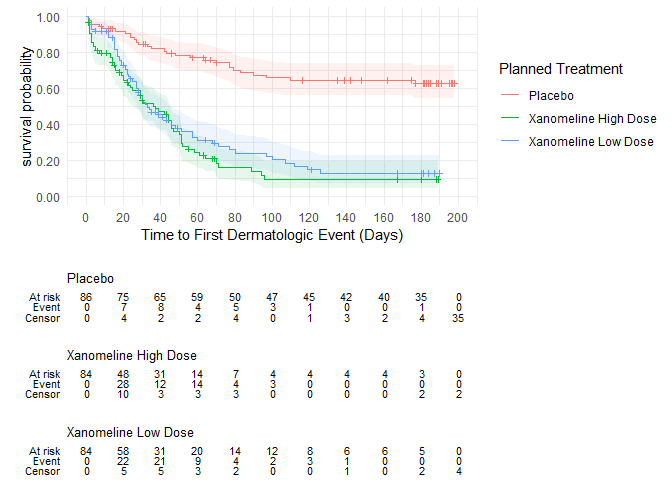 1.00
0.80
0.60
0.40
0.20
0.00
survival probability
0 20 40 60 80 100 120 130 140 160 180 190 200
Time to First Dermatologic Event (Days)
Planned Treatment
Placebo
Xanomeline High Dose
Xanomeline Low Dose
Placebo
At risk 86 75 65 59 50 47 45 42 40 35 0
Event 0 7 8 4 5 3 1 0 0 1 0
Censor 0 4 2 2 4 0 1 3 2 4 35
Xanomeline High Dose
At risk 84 48 31 14 7 4 4 4 4 3 0
Event 0 28 12 14 4 3 0 0 0 0 0
Censor 0 10 3 3 3 0 0 0 0 2 2
Xanomeline Low Dose
At risk 84 58 31 20 14 12 8 6 6 5 0
Event 0 22 21 9 4 2 3 1 0 0 0
Censor 0 5 5 3 2 0 0 1 0 2 4